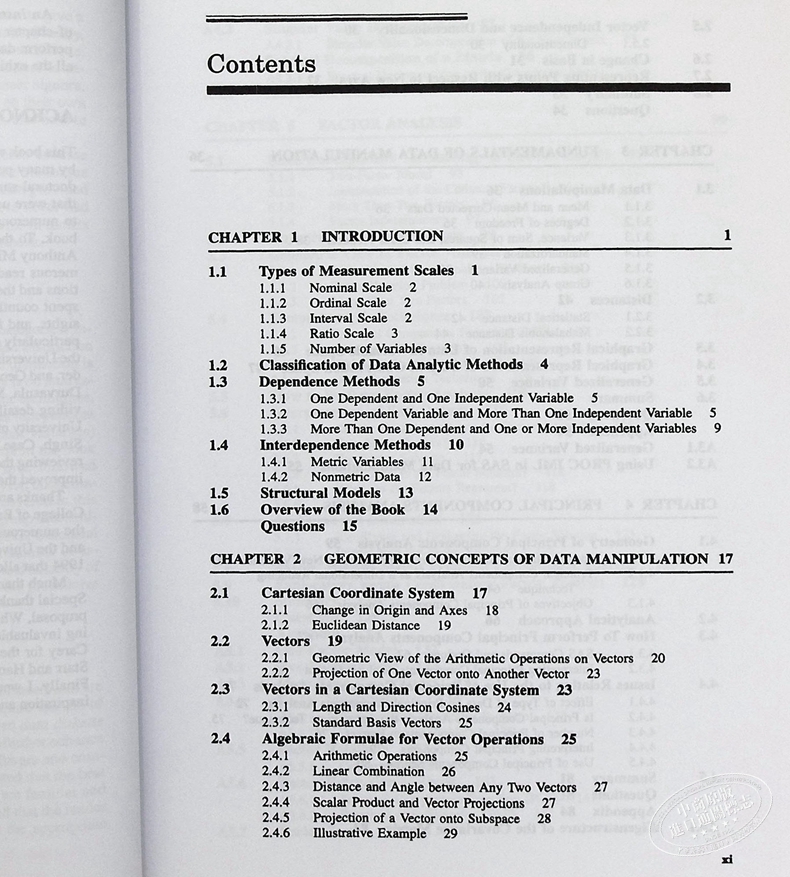 Contents
CHAPTER 1 INTRODUCTION 1
1.1 Types of Measurement Scales 1
1.1.1 Nominal Scale 2
1.1.2 Ordinal Scale 2
1.1.3 Interval Scale 2
1.1.4 Ratio Scale 3
1.1.5 Number of Variables 3
1.2 Classification of Data Analytic Methods 4
1.3 Dependence Methods 5
1.3.1 One Dependent and One Independent Variable 5
1.3.2 One Dependent Variable and More Than One Independent Variable 5
1.3.3 More Than One Dependent and One or More Independent Variables 9
1.4 Interdependence Methods 10
1.4.1 Metric Variables 11
1.4.2 Nonmetric Data 12
1.5 Structural Models 13
1.6 Overview of the Book 14
Questions 15
CHAPTER 2 GEOMETRIC CONCEPTS OF DATA MANIPULATION 17
2.1 Cartesian Coordinate System 17
2.1.1 Change in Origin and Axes 18
2.1.2 Euclidean Distance 19
2.2 Vectors 19
2.2.1 Geometric View of the Arithmetic Operations on Vectors 20
2.2.2 Projection of One Vector onto Another Vector 23
2.3 Vectors in a Cartesian Coordinate System 23
2.3.1 Length and Direction Cosines 24
2.3.2 Standard Basis Vectors 25
2.4 Algebraic Formulae for Vector Operations 25
2.4.1 Arithmetic Operations 25
2.4.2 Linear Combination 26
2.4.3 Distance and Angle between Any Two Vectors 27
2.4.4 Scalar Product and Vector Projections 27
2.4.5 Projection of a Vector onto Subspace 28
2.4.6 Illustrative Example 29
xi